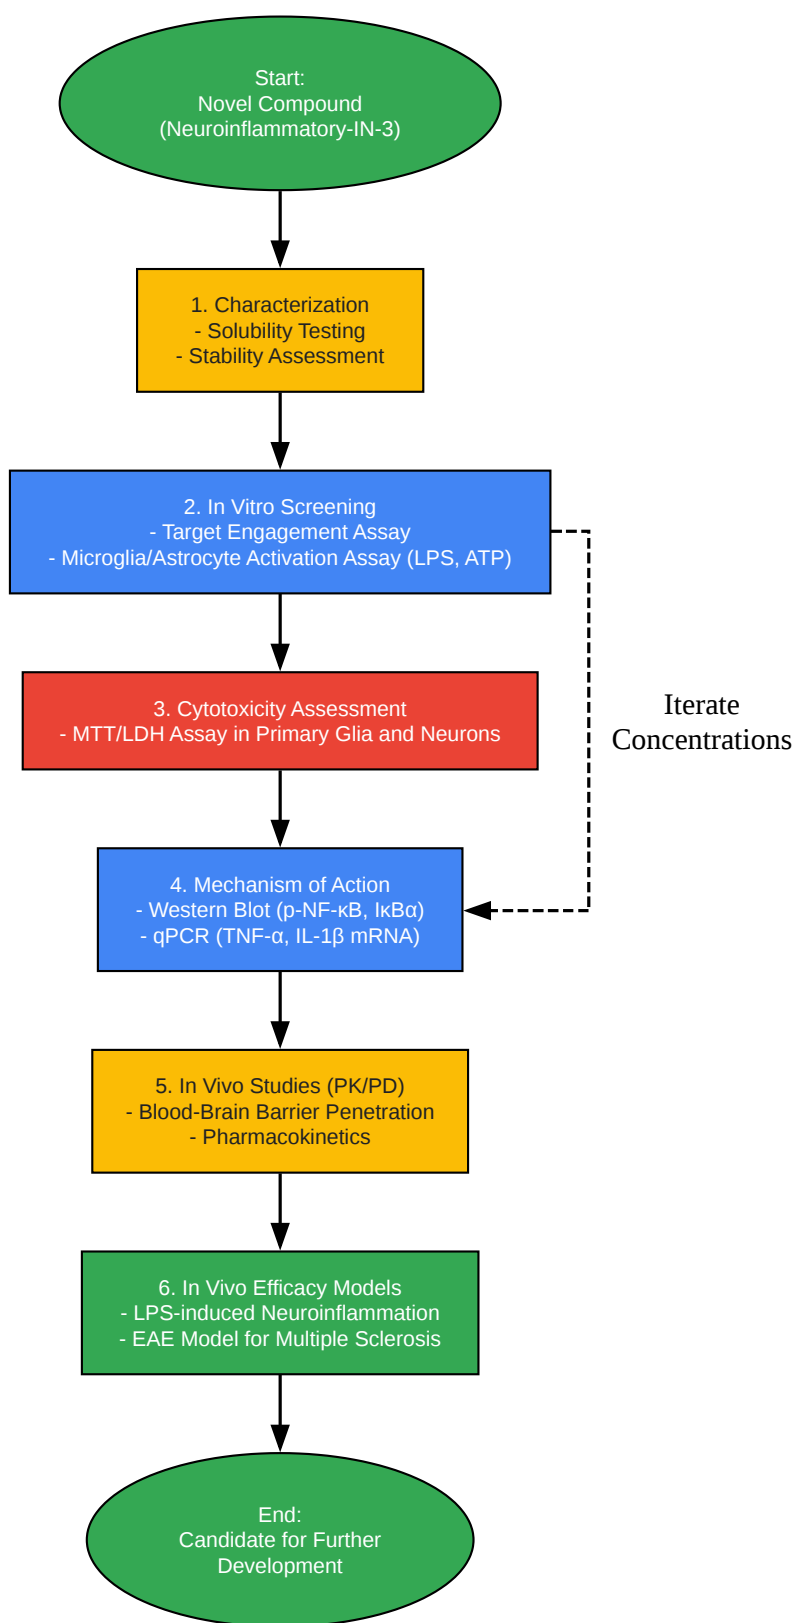 Start:
Novel Compound
(Neuroinflammatory-IN-3)
1. Characterization
- Solubility Testing
- Stability Assessment
2. In Vitro Screening
- Target Engagement Assay
- Microglia/Astrocyte Activation Assay (LPS, ATP)
3. Cytotoxicity Assessment
- MTT/LDH Assay in Primary Glia and Neurons
Iterate
Concentrations
4. Mechanism of Action
- Western Blot (p-NF-κB, IκBα)
- qPCR (TNF-α, IL-1β mRNA)
5. In Vivo Studies (PK/PD)
- Blood-Brain Barrier Penetration
- Pharmacokinetics
6. In Vivo Efficacy Models
- LPS-induced Neuroinflammation
- EAE Model for Multiple Sclerosis
End:
Candidate for Further
Development